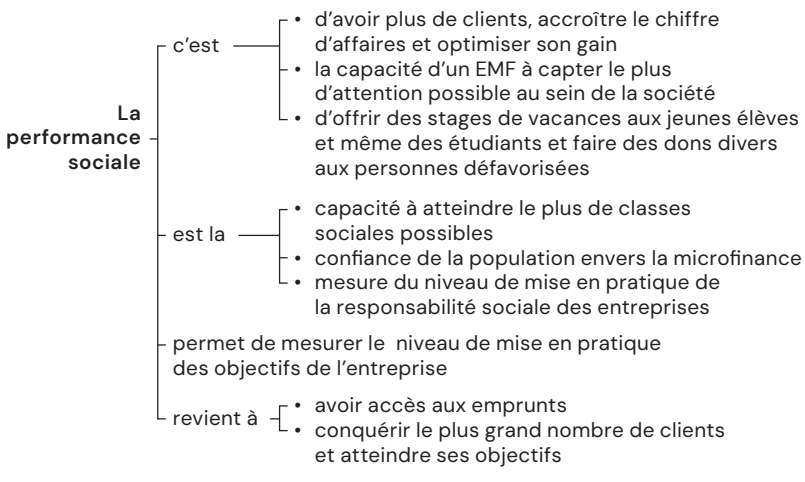 La
performance
sociale
c'est
• d'avoir plus de clients, accroître le chiffre
d'affaires et optimiser son gain
• la capacité d'un EMF à capter le plus
d'attention possible au sein de la société
• d'offrir des stages de vacances aux jeunes élèves
et même des étudiants et faire des dons divers
aux personnes défavorisées
est la
• capacité à atteindre le plus de classes
sociales possibles
• confiance de la population envers la microfinance
• mesure du niveau de mise en pratique de
la responsabilité sociale des entreprises
permet de mesurer le niveau de mise en pratique
des objectifs de l'entreprise
revient à
• avoir accès aux emprunts
• conquérir le plus grand nombre de clients
et atteindre ses objectifs